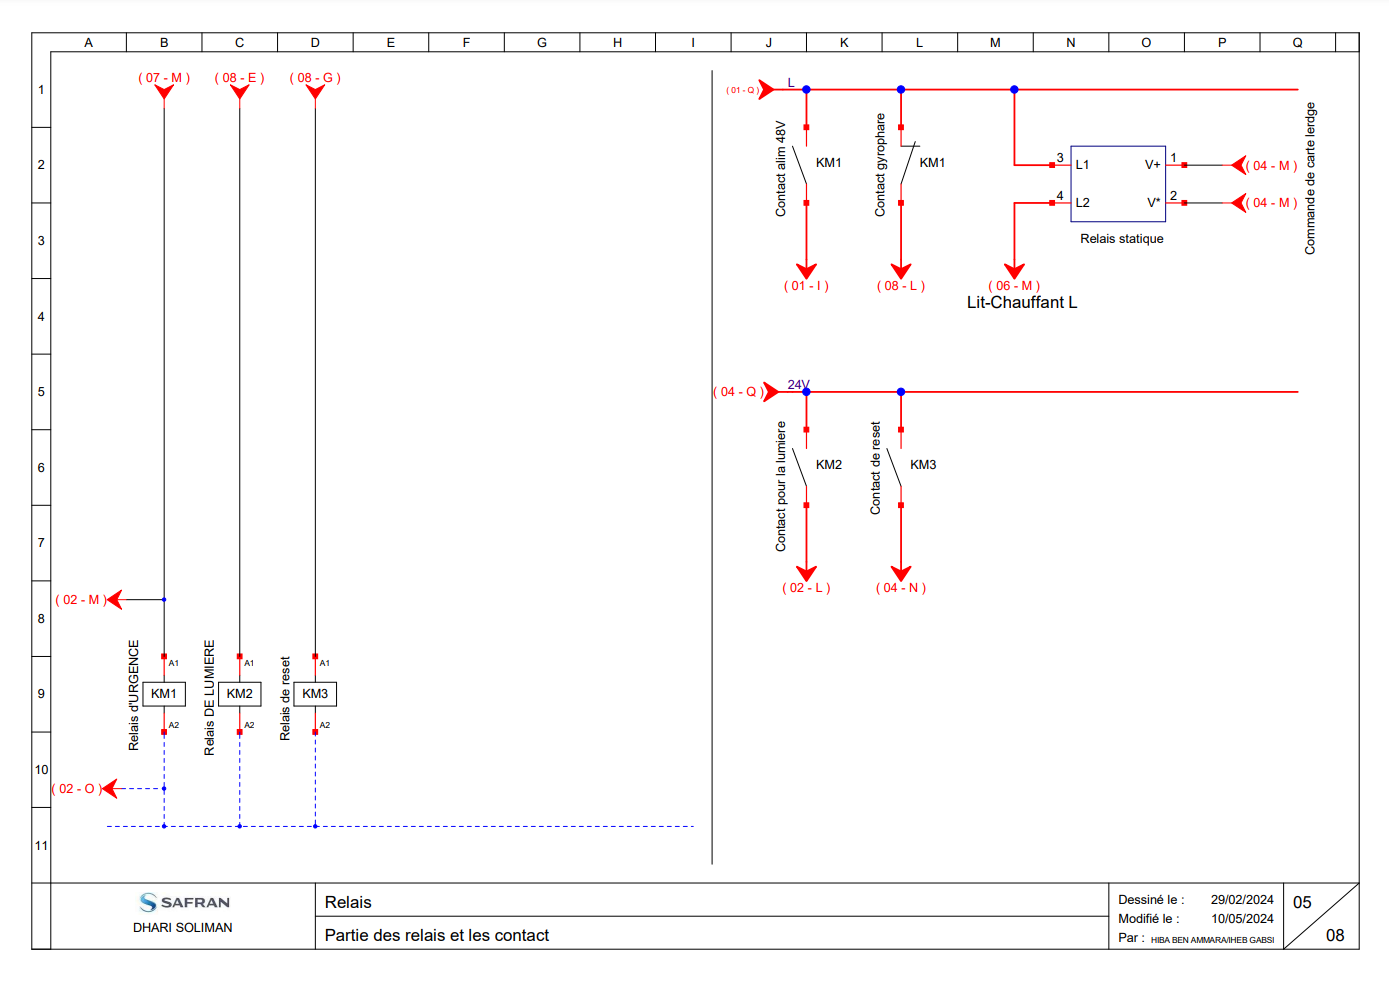 A B C D E F G H I J K L M N O P Q
1
2
3
4
5
6
7
8
9
10
11
( 07 - M ) ( 08 - E ) ( 08 - G )
( 02 - M )
Relais d'URGENCE
A1
KM1
A2
Relais DE LUMIERE
A1
KM2
A2
Relais de reset
A1
KM3
A2
( 02 - O )
( 01 - Q ) L
Contact alim 48V
KM1
( 01 - I )
Contact gyrophare
KM1
( 08 - L )
3 L1 V+ 1 ( 04 - M )
4 L2 V* 2 ( 04 - M )
Relais statique
Commande de carte lerdge
( 06 - M )
Lit-Chauffant L
( 04 - Q ) 24V
Contact pour la lumiere
KM2
( 02 - L )
Contact de reset
KM3
( 04 - N )
SAFRAN
DHARI SOLIMAN
Relais
Partie des relais et les contact
Dessiné le : 29/02/2024
Modifié le : 10/05/2024
Par : HIBA BEN AMMARA/IHEB GABSI
05
08